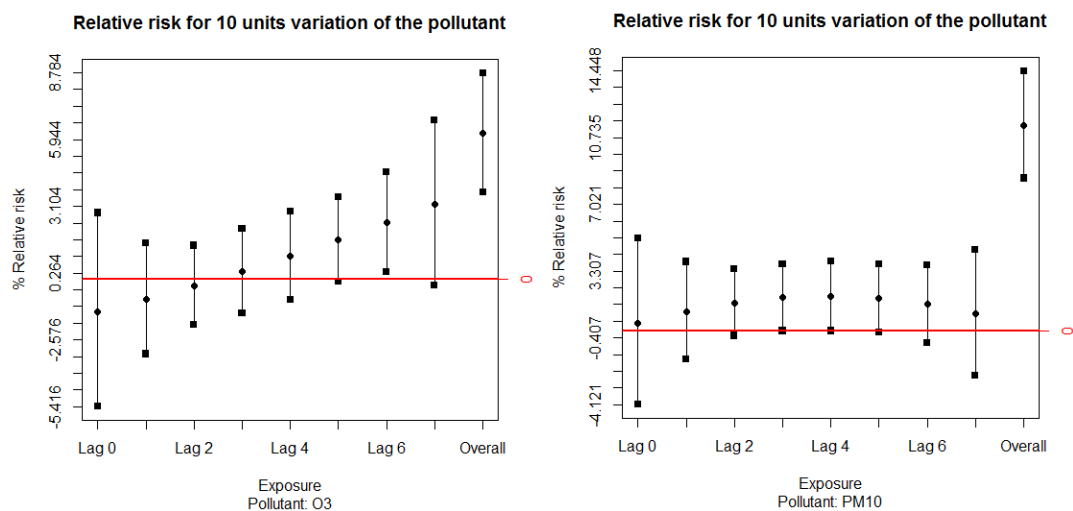 Relative risk for 10 units variation of the pollutant
% Relative risk
8.784
5.944
3.104
0.264
-2.576
-5.416
0
Lag 0 Lag 2 Lag 4 Lag 6 Overall
Exposure
Pollutant: O3
Relative risk for 10 units variation of the pollutant
% Relative risk
14.448
10.735
7.021
3.307
-0.407
-4.121
0
Lag 0 Lag 2 Lag 4 Lag 6 Overall
Exposure
Pollutant: PM10